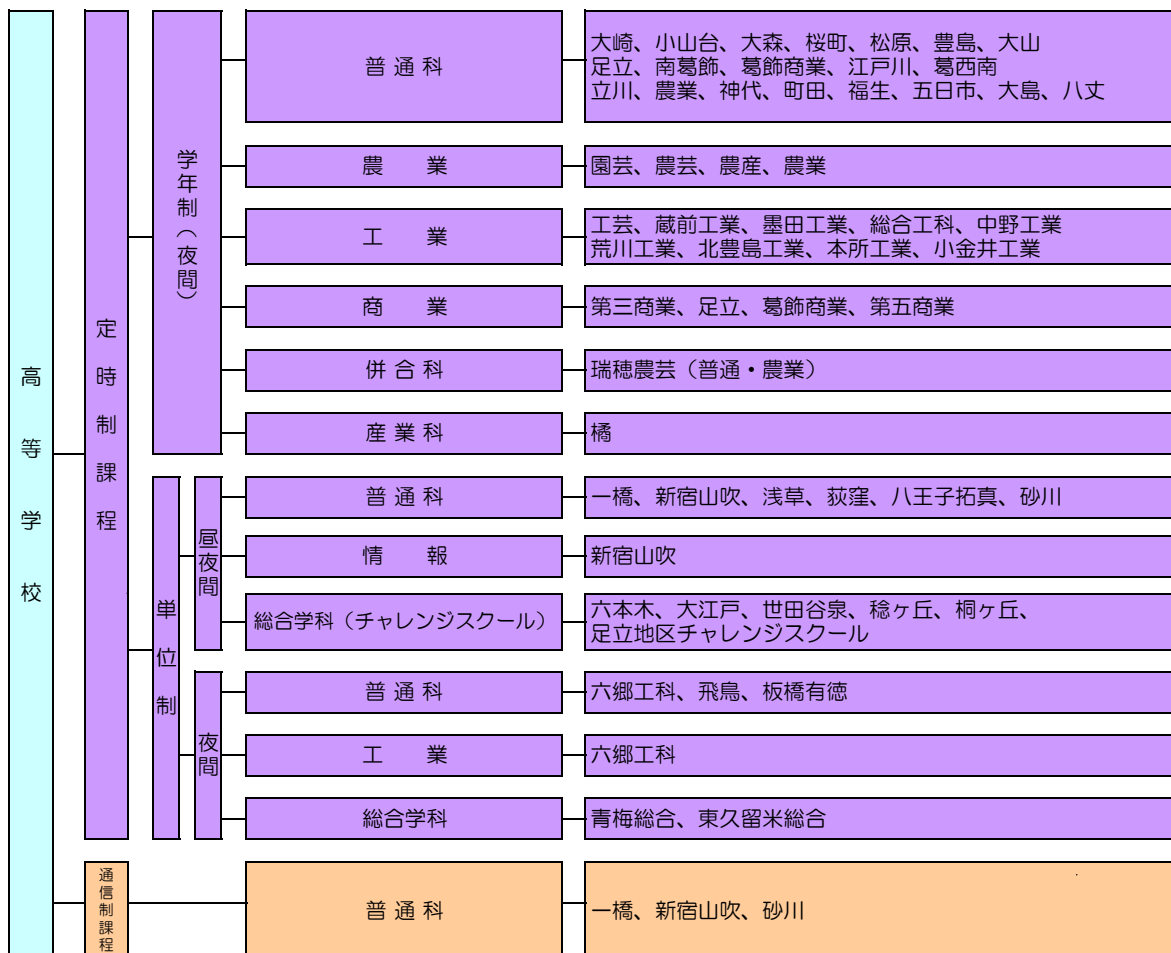 高等学校
定時制課程
学年制（夜間）
普通科
大崎、小山台、大森、桜町、松原、豊島、大山
足立、南葛飾、葛飾商業、江戸川、葛西南
立川、農業、神代、町田、福生、五日市、大島、八丈
農業
園芸、農芸、農産、農業
工業
工芸、蔵前工業、墨田工業、総合工科、中野工業
荒川工業、北豊島工業、本所工業、小金井工業
商業
第三商業、足立、葛飾商業、第五商業
併合科
瑞穂農芸（普通・農業）
産業科
橘
単位制
昼夜間
普通科
一橋、新宿山吹、浅草、荻窪、八王子拓真、砂川
情報
新宿山吹
総合学科（チャレンジスクール）
六本木、大江戸、世田谷泉、稔ヶ丘、桐ヶ丘、
足立地区チャレンジスクール
夜間
普通科
六郷工科、飛鳥、板橋有徳
工業
六郷工科
総合学科
青梅総合、東久留米総合
通信制課程
普通科
一橋、新宿山吹、砂川